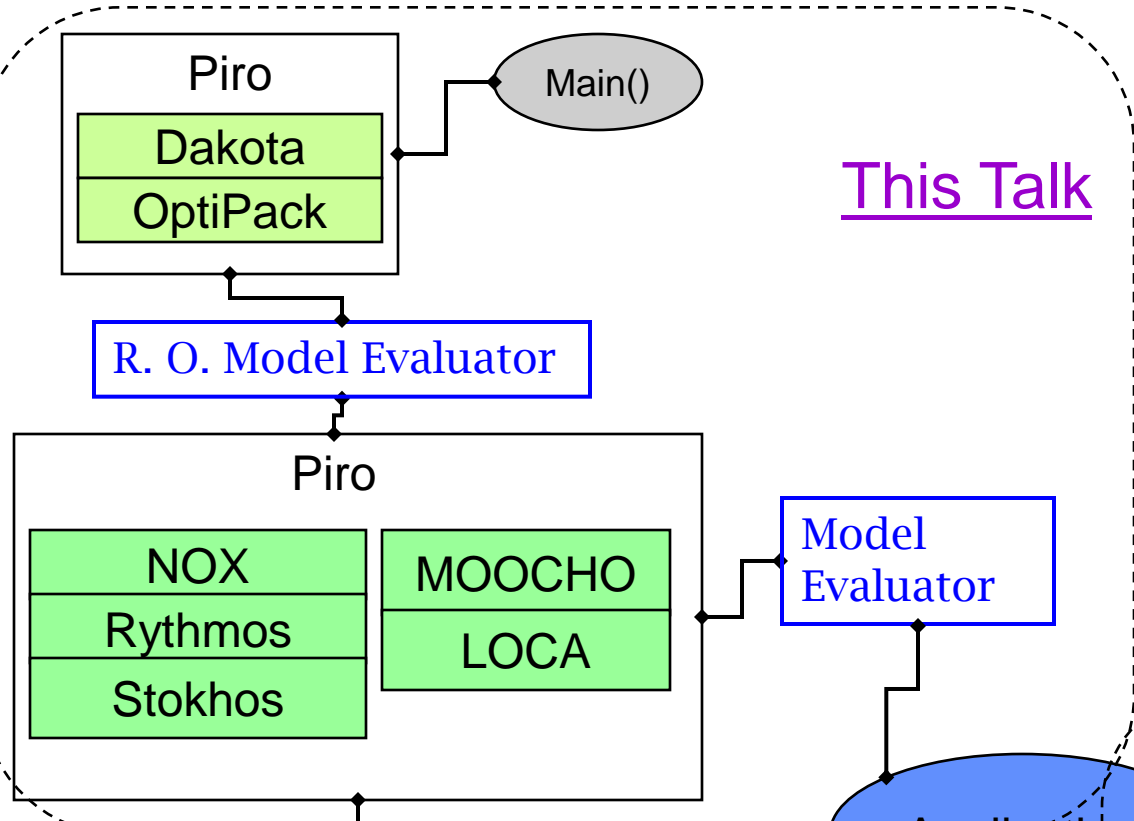 Piro
Main()
Dakota
OptiPack
This Talk
R. O. Model Evaluator
Piro
NOX
Rythmos
Stokhos
MOOCHO
LOCA
Model
Evaluator